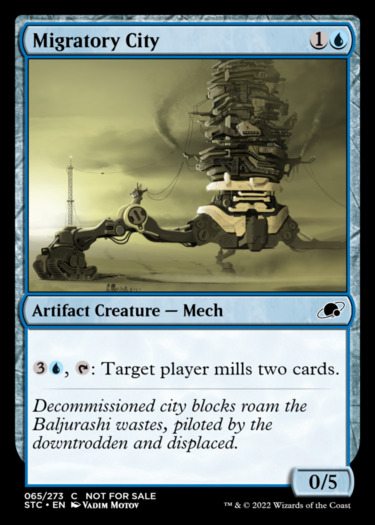 Migratory City 1
Artifact Creature — Mech
3, : Target player mills two cards.
Decommissioned city blocks roam the
Baljurashi wastes, piloted by the
downtrodden and displaced.
0/5
065/273 C NOT FOR SALE
STC • EN Vadim Motov
™ & © 2022 Wizards of the Coast